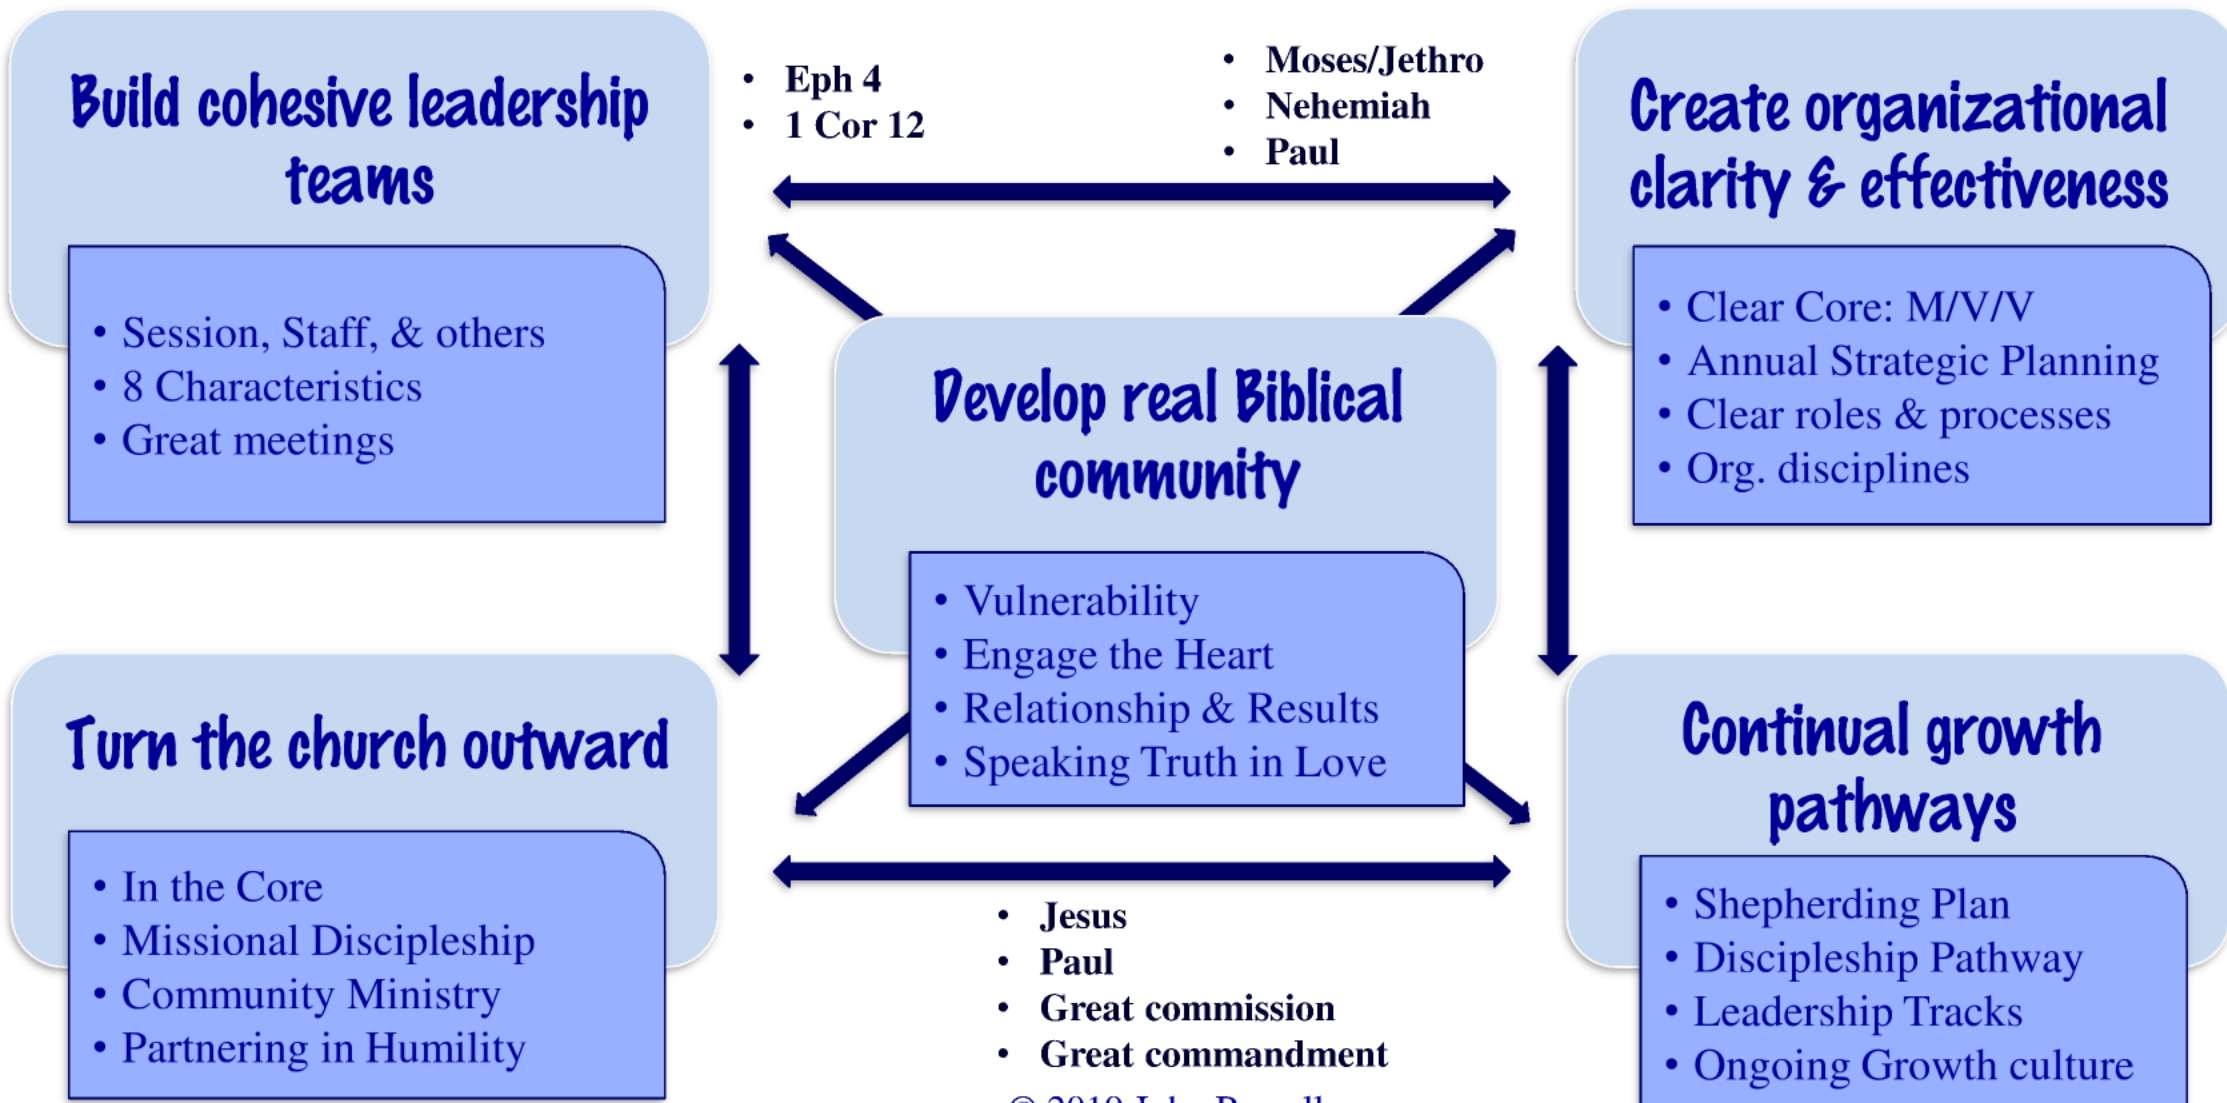 Build cohesive leadership
teams
• Session, Staff, & others
• 8 Characteristics
• Great meetings
• Eph 4
• 1 Cor 12
• Moses/Jethro
• Nehemiah
• Paul
Create organizational
clarity & effectiveness
• Clear Core: M/V/V
• Annual Strategic Planning
• Clear roles & processes
• Org. disciplines
Develop real Biblical
community
• Vulnerability
• Engage the Heart
• Relationship & Results
• Speaking Truth in Love
Turn the church outward
• In the Core
• Missional Discipleship
• Community Ministry
• Partnering in Humility
• Jesus
• Paul
• Great commission
• Great commandment
Continual growth
pathways
• Shepherding Plan
• Discipleship Pathway
• Leadership Tracks
• Ongoing Growth culture
© 2019 John